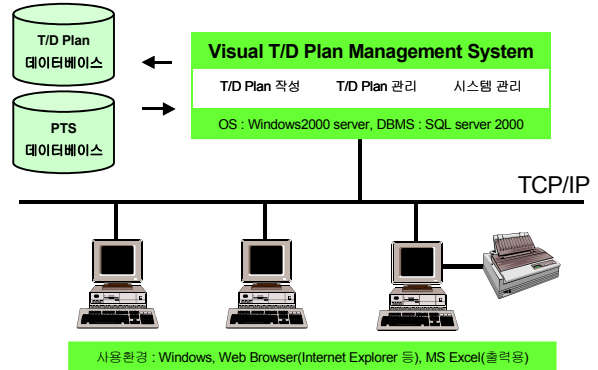 T/D Plan
데이터베이스
PTS
데이터베이스
Visual T/D Plan Management System
T/D Plan 작성 T/D Plan 관리 시스템 관리
OS : Windows2000 server, DBMS : SQL server 2000
TCP/IP
사용환경 : Windows, Web Browser(Internet Explorer 등), MS Excel(출력용)